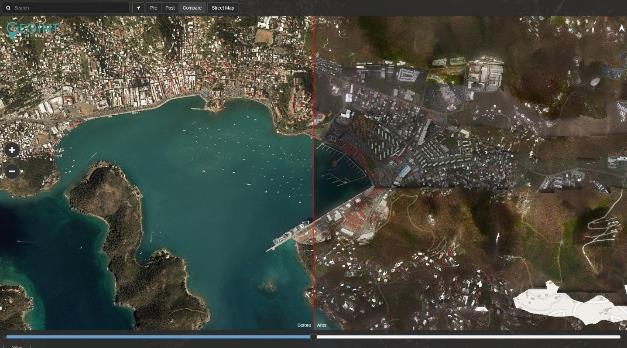 Search
Pre
Post
Compare
Street Map
Before
After